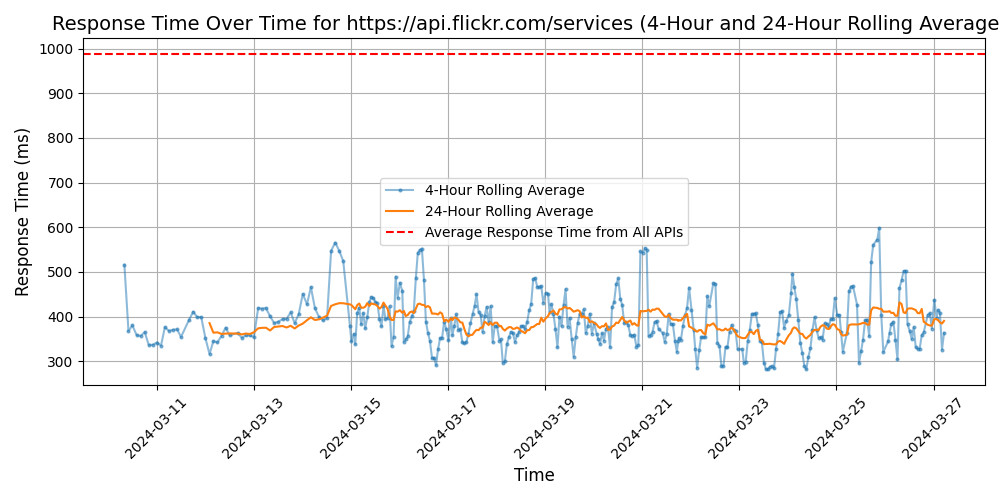 Response Time Over Time for https://api.flickr.com/services (4-Hour and 24-Hour Rolling Average
1000
900
800
700
600
500
400
300
Response Time (ms)
4-Hour Rolling Average
24-Hour Rolling Average
Average Response Time from All APIs
2024-03-11
2024-03-13
2024-03-15
2024-03-17
2024-03-19
2024-03-21
2024-03-23
2024-03-25
2024-03-27
Time